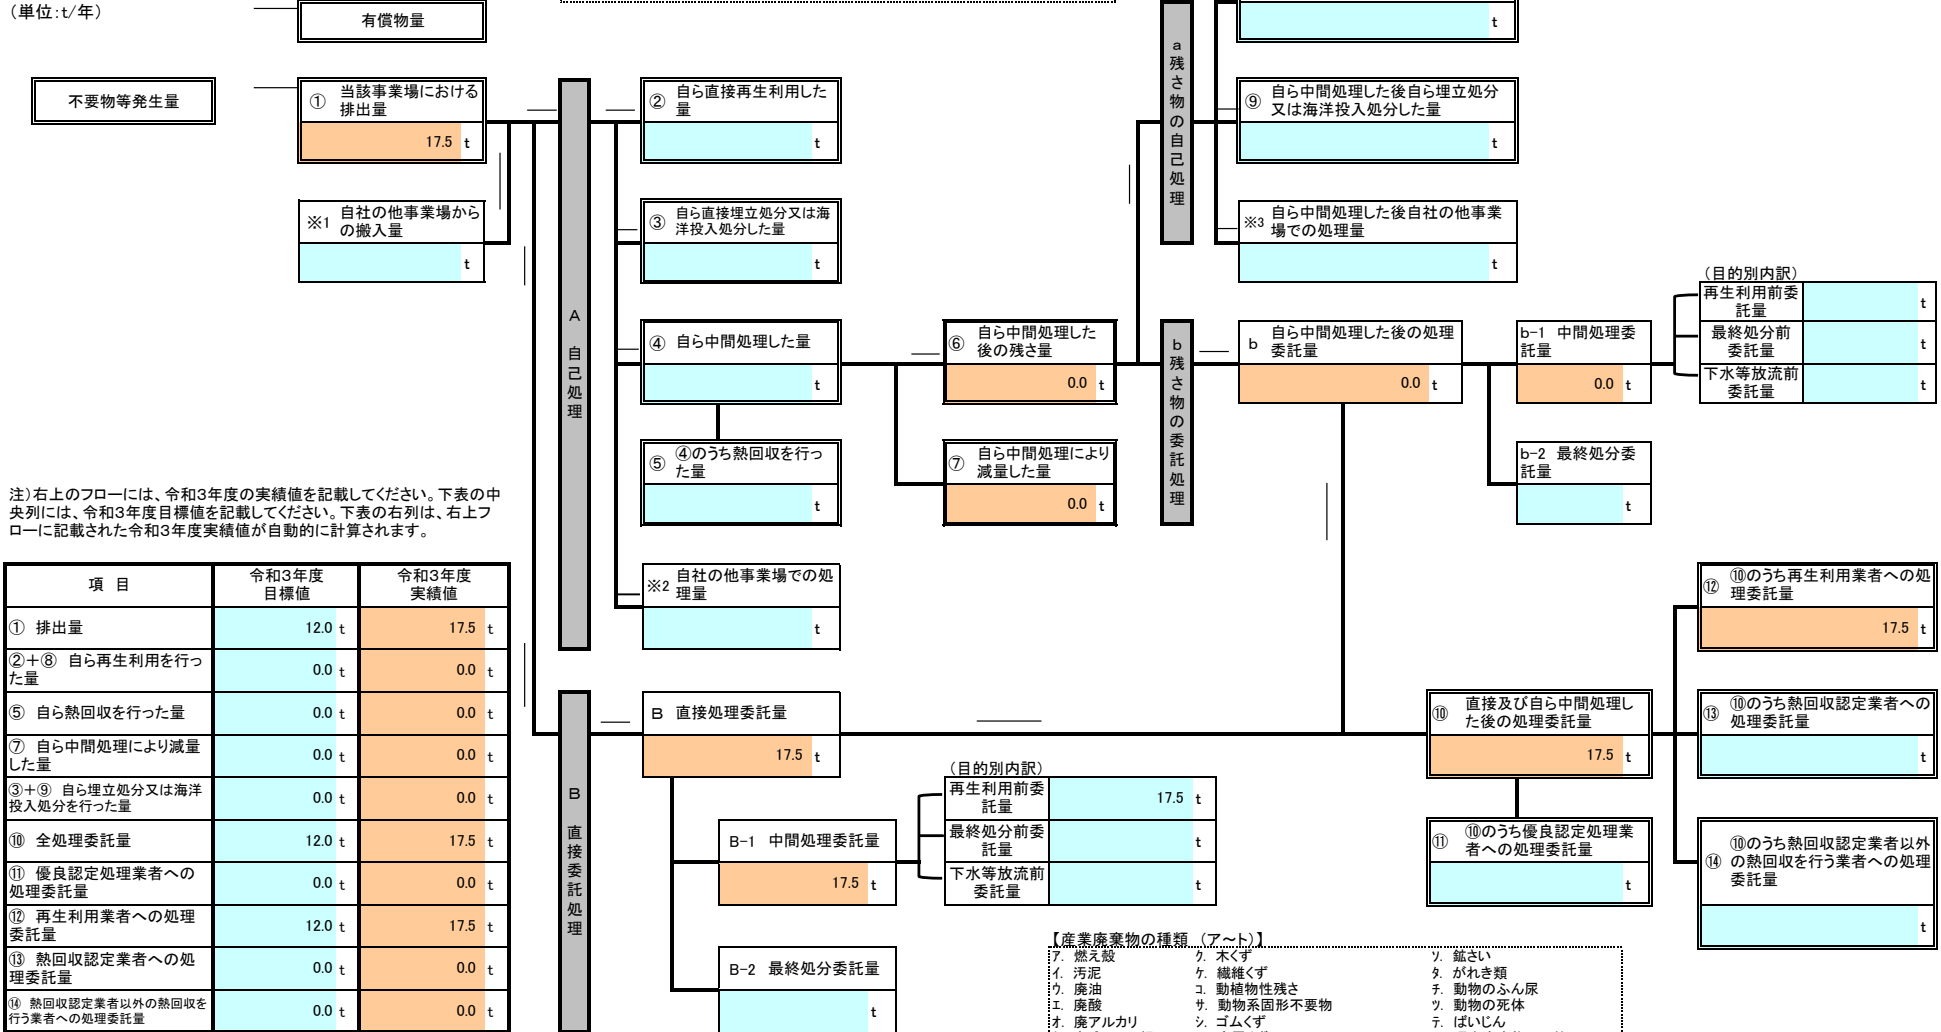 （単位：t/年）
有償物量
t
不要物等発生量
① 当該事業場における
排出量
17.5 t
※1 自社の他事業場から
の搬入量
t
A 自己処理
② 自ら直接再生利用した
量
t
③ 自ら直接埋立処分又は海
洋投入処分した量
t
④ 自ら中間処理した量
t
⑤ ④のうち熱回収を行っ
た量
t
※2 自社の他事業場での処
理量
t
⑥ 自ら中間処理した
後の残さ量
0.0 t
⑦ 自ら中間処理により
減量した量
0.0 t
a 残さ物の自己処理
⑨ 自ら中間処理した後自ら埋立処分
又は海洋投入処分した量
t
※3 自ら中間処理した後自社の他事業
場での処理量
t
b 残さ物の委託処理
b 自ら中間処理した後の処理
委託量
0.0 t
b-1 中間処理委
託量
0.0 t
b-2 最終処分委
託量
t
（目的別内訳）
再生利用前委
託量
t
最終処分前
委託量
t
下水等放流前
委託量
t
注）右上のフローには、令和３年度の実績値を記載してください。下表の中
央列には、令和３年度目標値を記載してください。下表の右列は、右上フ
ローに記載された令和３年度実績値が自動的に計算されます。
項 目 令和３年度
目標値 令和３年度
実績値
① 排出量 12.0 t 17.5 t
②＋⑧ 自ら再生利用を行っ
た量 0.0 t 0.0 t
⑤ 自ら熱回収を行った量 0.0 t 0.0 t
⑦ 自ら中間処理により減量
した量 0.0 t 0.0 t
③＋⑨ 自ら埋立処分又は海洋
投入処分を行った量 0.0 t 0.0 t
⑩ 全処理委託量 12.0 t 17.5 t
⑪ 優良認定処理業者への
処理委託量 0.0 t 0.0 t
⑫ 再生利用業者への処理
委託量 12.0 t 17.5 t
⑬ 熱回収認定業者への処
理委託量 0.0 t 0.0 t
⑭ 熱回収認定業者以外の熱回収を
行う業者への処理委託量 0.0 t 0.0 t
B 直接委託処理
B 直接処理委託量
17.5 t
B-1 中間処理委託量
17.5 t
B-2 最終処分委託量
t
（目的別内訳）
再生利用前委
託量
17.5 t
最終処分前委
託量
t
下水等放流前
委託量
t
⑩ 直接及び自ら中間処理し
た後の処理委託量
17.5 t
⑪ ⑩のうち優良認定処理業
者への処理委託量
t
⑫ ⑩のうち再生利用業者への処
理委託量
17.5 t
⑬ ⑩のうち熱回収認定業者への
処理委託量
t
⑭ ⑩のうち熱回収認定業者以外
の熱回収を行う業者への処理
委託量
t
【産業廃棄物の種類 （ア～ト）】
ア. 燃え殻 ク. 木くず ソ. 鉱さい
イ. 汚泥 ケ. 繊維くず タ. がれき類
ウ. 廃油 コ. 動植物性残さ チ. 動物のふん尿
エ. 廃酸 サ. 動物系固形不要物 ツ. 動物の死体
オ. 廃アルカリ シ. ゴムくず テ. ばいじん